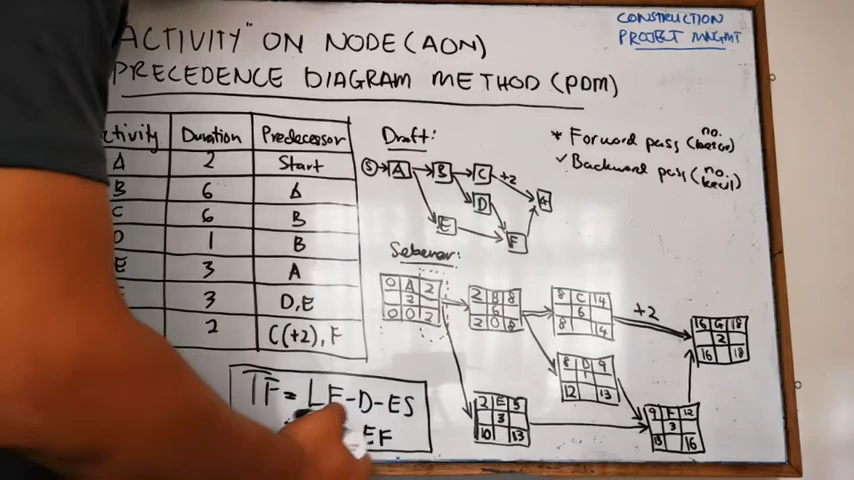 ACTIVITY" ON NODE (AON)
PRECEDENCE DIAGRAM METHOD (PDM)
CONSTRUCTION
PROJECT MNGMT
Duration Predecessor
A 2 Start
B 6 A
C 6 B
D 1 B
E 3 A
3 D,E
2 C(+2), F
TF = LF-D-ES
EF
Draft:
S A B C +2
D
E F
* Forward pass (no. besar)
✓ Backward pass (no. kecil)
Sebenar:
0 A 2
2
0 0 2
2 B 8
6
2 0 8
8 C 14
6
8 14
+2
16 G 18
2
16 18
8 D 9
1
12 13
2 E 5
3
10 13
9 F 12
3
13 16